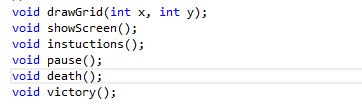 void drawGrid(int x, int y);
void showScreen();
void instuctions();
void pause();
void death();
void victory();